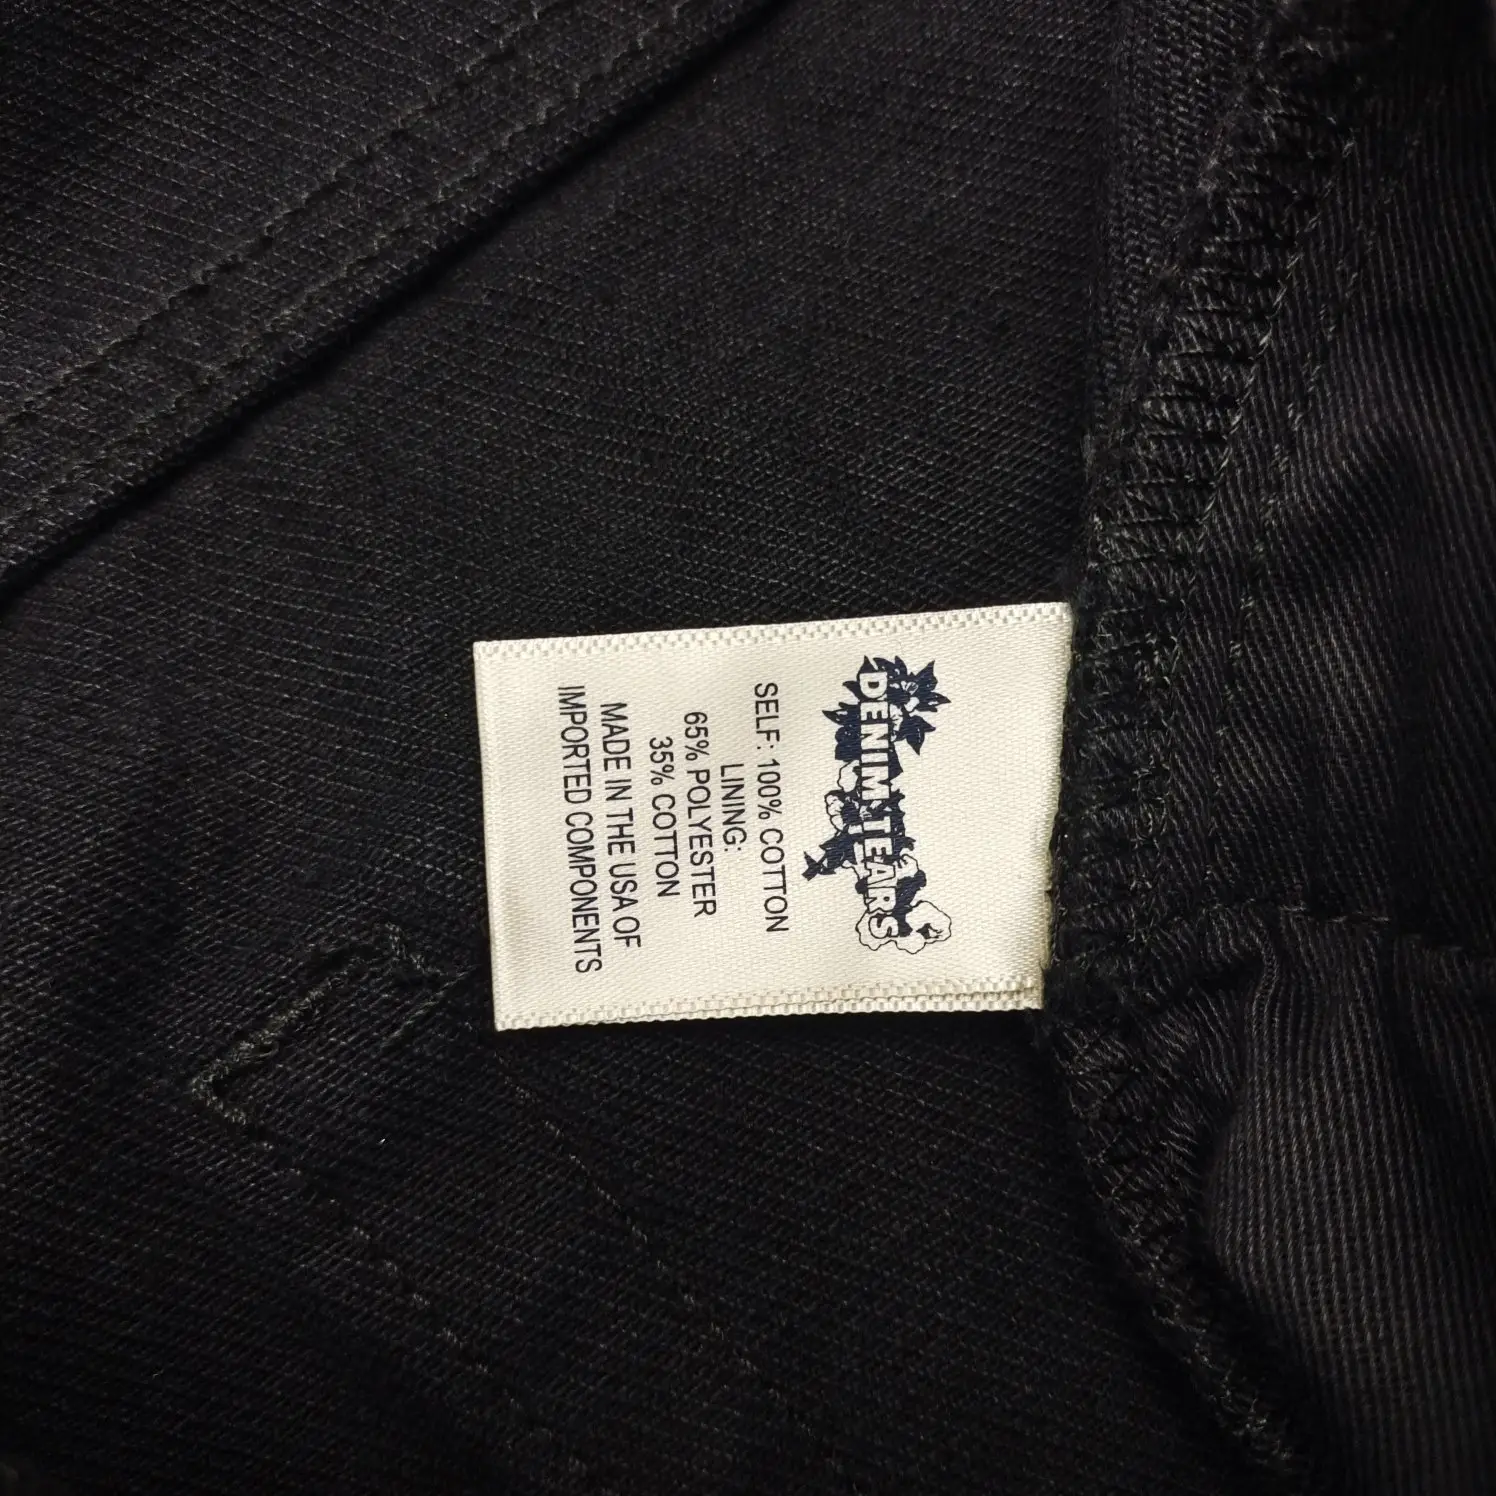 DENIM TEARS
SELF: 100% COTTON
LINING:
65% POLYESTER
35% COTTON
MADE IN THE USA OF
IMPORTED COMPONENTS